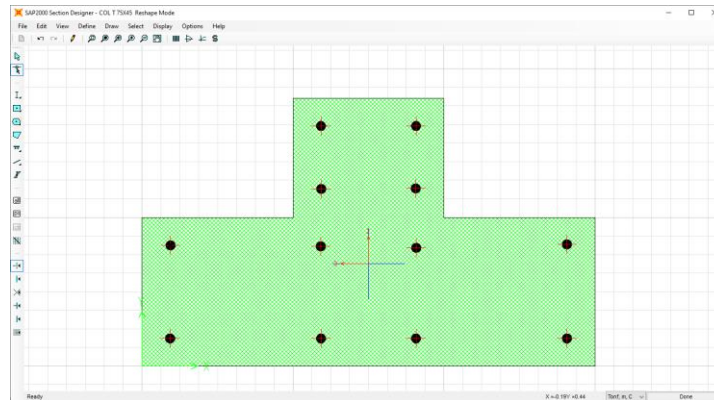 SAP2000 Section Designer - COL T 75X45 Reshape Mode
File Edit View Define Draw Select Display Options Help
Y
X
Ready
Tonf, m, C
Done